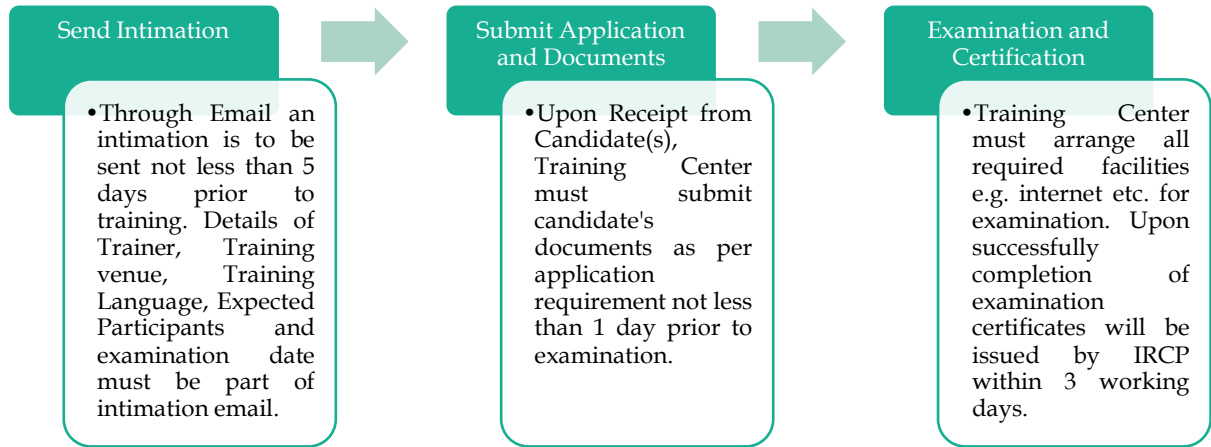 Send Intimation
•Through Email an
intimation is to be
sent not less than 5
days prior to
training. Details of
Trainer, Training
venue, Training
Language, Expected
Participants and
examination date
must be part of
intimation email.
Submit Application
and Documents
•Upon Receipt from
Candidate(s),
Training Center
must submit
candidate's
documents as per
application
requirement not less
than 1 day prior to
examination.
Examination and
Certification
•Training Center
must arrange all
required facilities
e.g. internet etc. for
examination. Upon
successfully
completion of
examination
certificates will be
issued by IRCP
within 3 working
days.